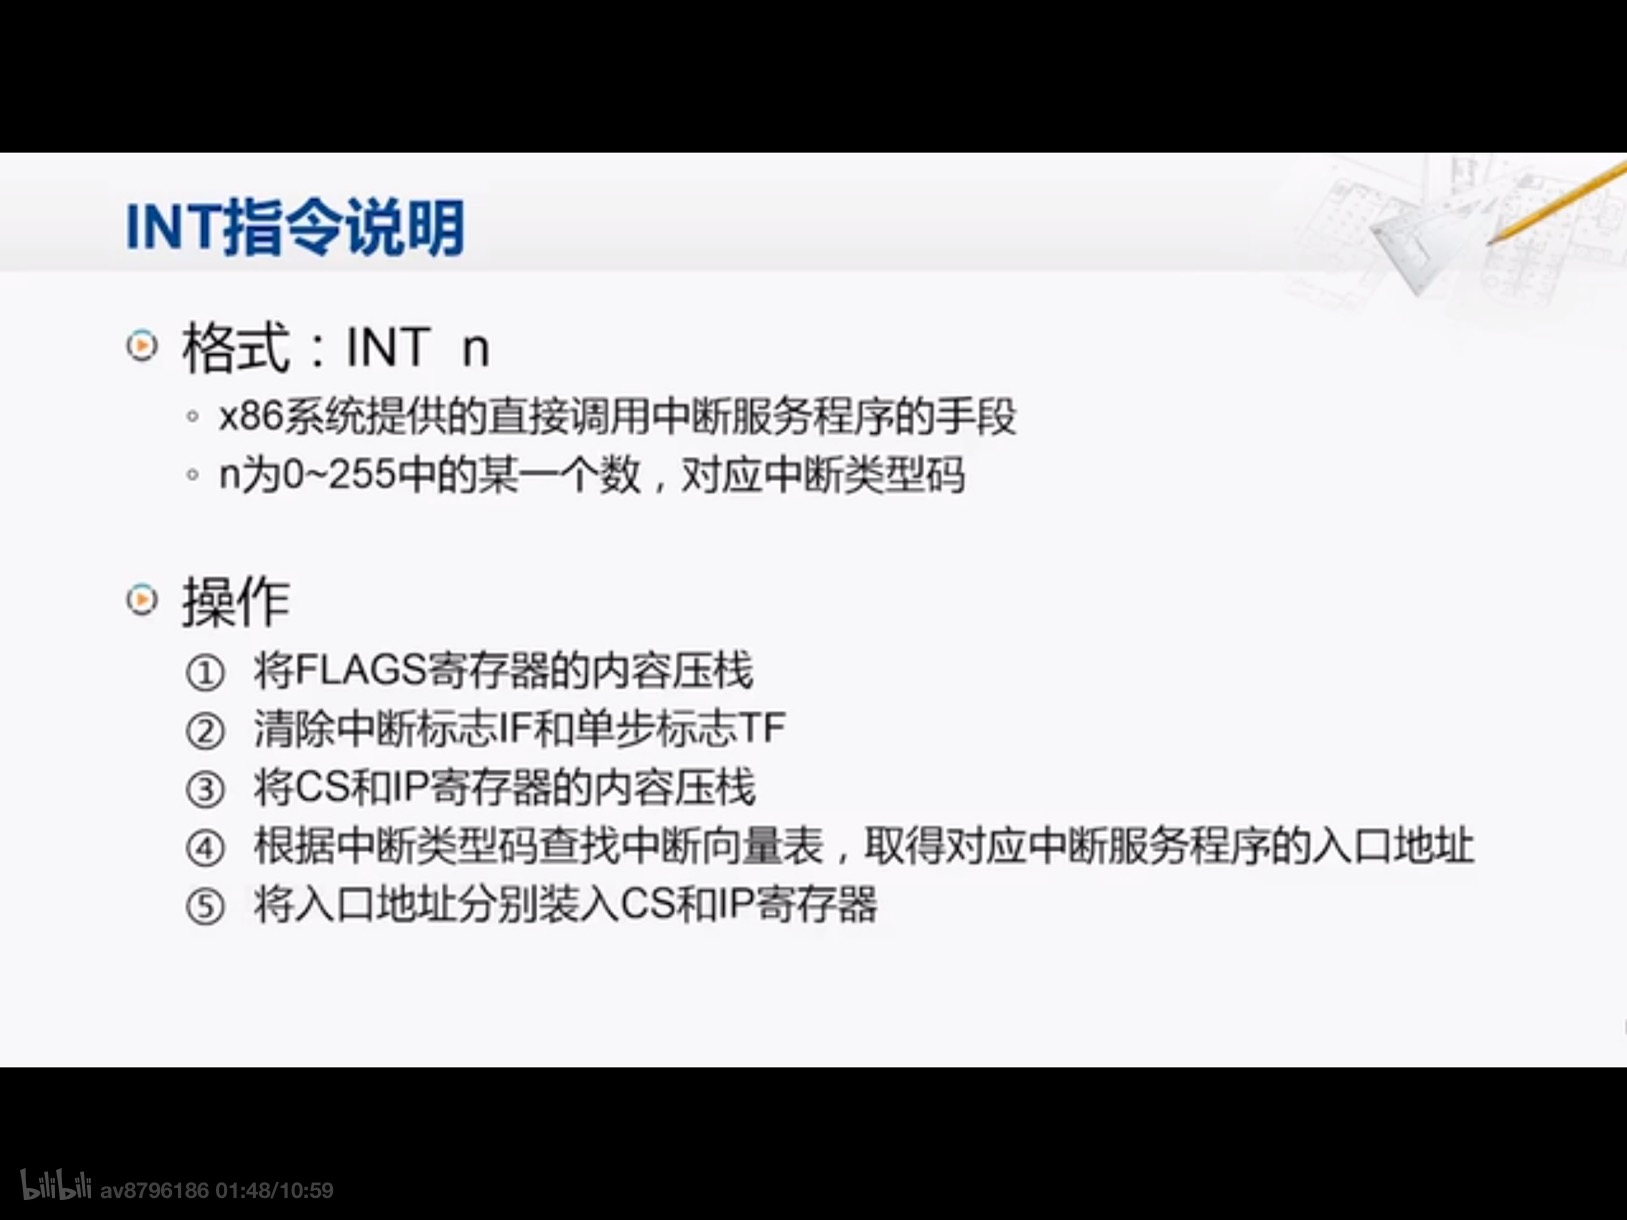 INT指令说明
格式：INT n
x86系统提供的直接调用中断服务程序的手段
n为0~255中的某一个数，对应中断类型码
操作
① 将FLAGS寄存器的内容压栈
② 清除中断标志IF和单步标志TF
③ 将CS和IP寄存器的内容压栈
④ 根据中断类型码查找中断向量表，取得对应中断服务程序的入口地址
⑤ 将入口地址分别装入CS和IP寄存器
bilibili av8796186 01:48/10:59